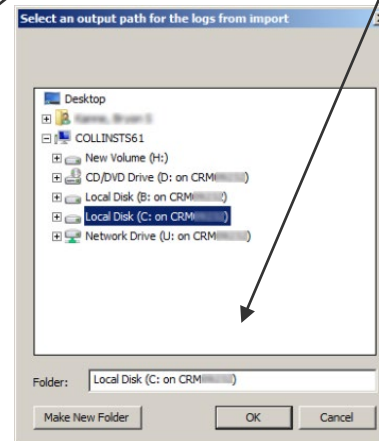 Select an output path for the logs from import
Desktop
COLLINSTS61
New Volume (H:)
CD/DVD Drive (D: on CRM)
Local Disk (B: on CRM)
Local Disk (C: on CRM)
Network Drive (U: on CRM)
Folder: Local Disk (C: on CRM)
Make New Folder OK Cancel